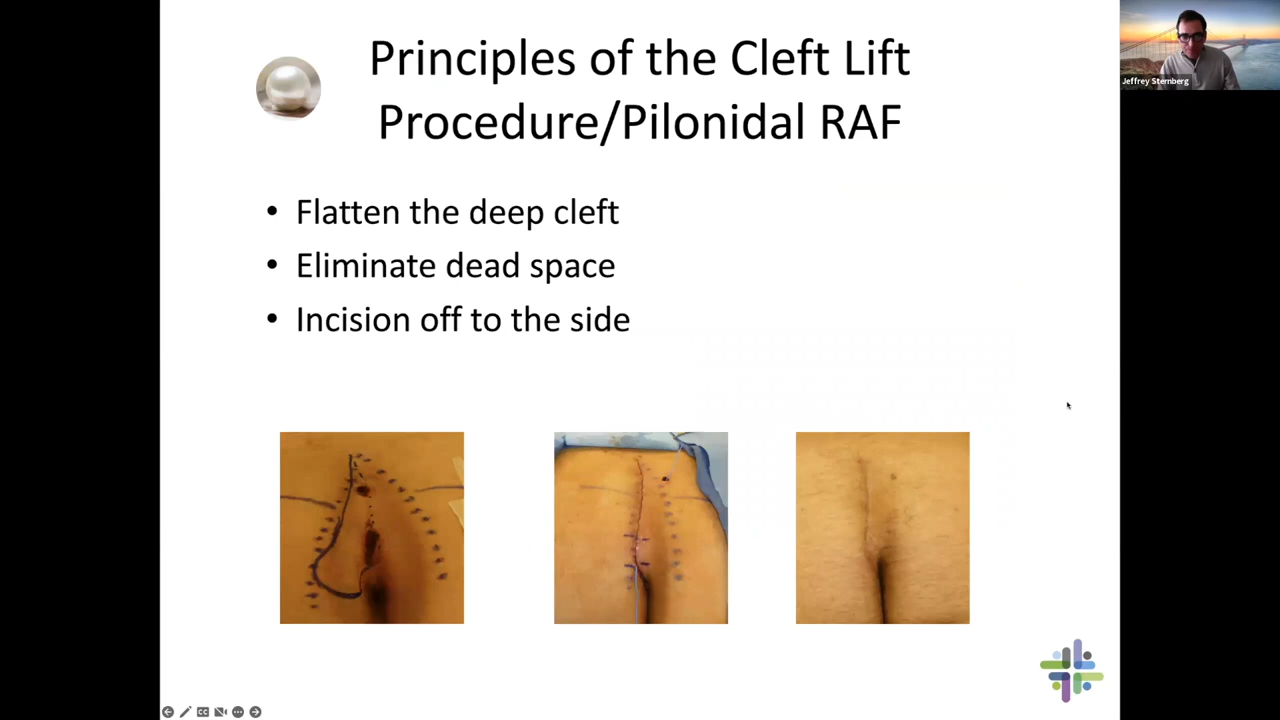 Principles of the Cleft Lift
Procedure/Pilonidal RAF
Jeffrey Sternberg
• Flatten the deep cleft
• Eliminate dead space
• Incision off to the side
CC